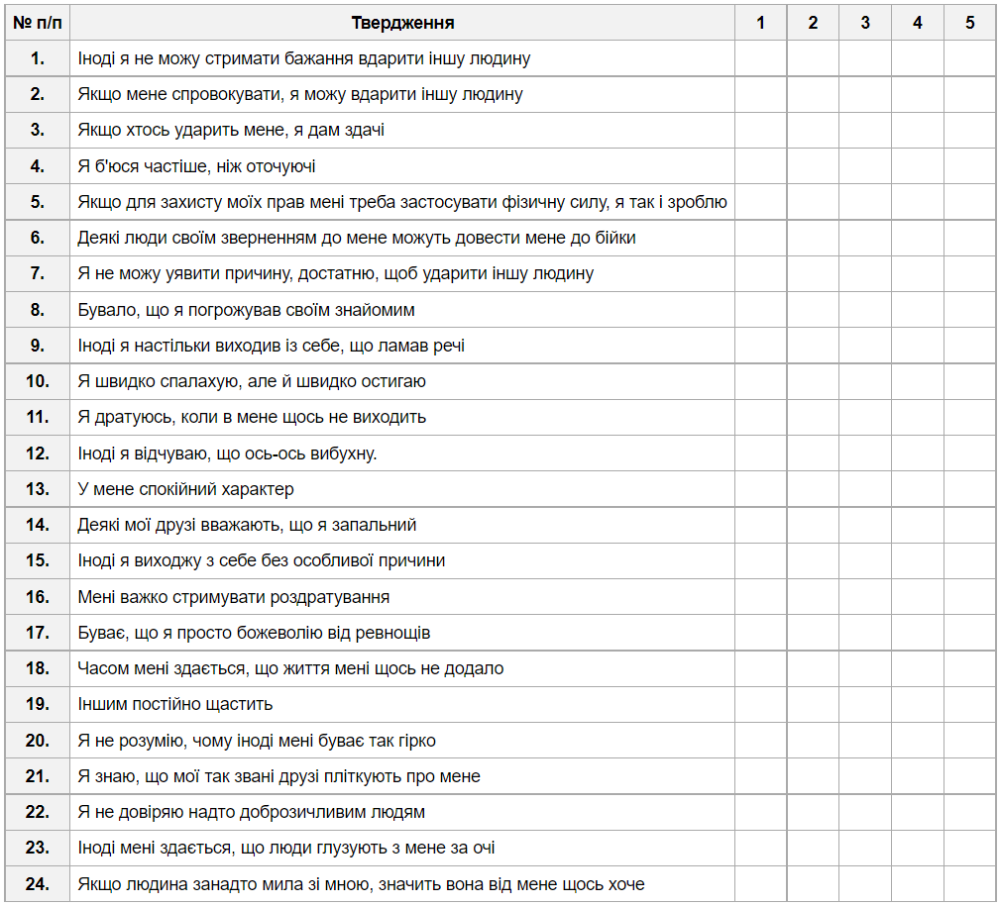 № п/п Твердження 1 2 3 4 5
1. Іноді я не можу стримати бажання вдарити іншу людину
2. Якщо мене спровокувати, я можу вдарити іншу людину
3. Якщо хтось ударить мене, я дам здачі
4. Я б'юся частіше, ніж оточуючі
5. Якщо для захисту моїх прав мені треба застосувати фізичну силу, я так і зроблю
6. Деякі люди своїм зверненням до мене можуть довести мене до бійки
7. Я не можу уявити причину, достатню, щоб ударити іншу людину
8. Бувало, що я погрожував своїм знайомим
9. Іноді я настільки виходив із себе, що ламав речі
10. Я швидко спалахую, але й швидко остигаю
11. Я дратуюсь, коли в мене щось не виходить
12. Іноді я відчуваю, що ось-ось вибухну.
13. У мене спокійний характер
14. Деякі мої друзі вважають, що я запальний
15. Іноді я виходжу з себе без особливої причини
16. Мені важко стримувати роздратування
17. Буває, що я просто божеволію від ревнощів
18. Часом мені здається, що життя мені щось не додало
19. Іншим постійно щастить
20. Я не розумію, чому іноді мені буває так гірко
21. Я знаю, що мої так звані друзі пліткують про мене
22. Я не довіряю надто доброзичливим людям
23. Іноді мені здається, що люди глузують з мене за очі
24. Якщо людина занадто мила зі мною, значить вона від мене щось хоче